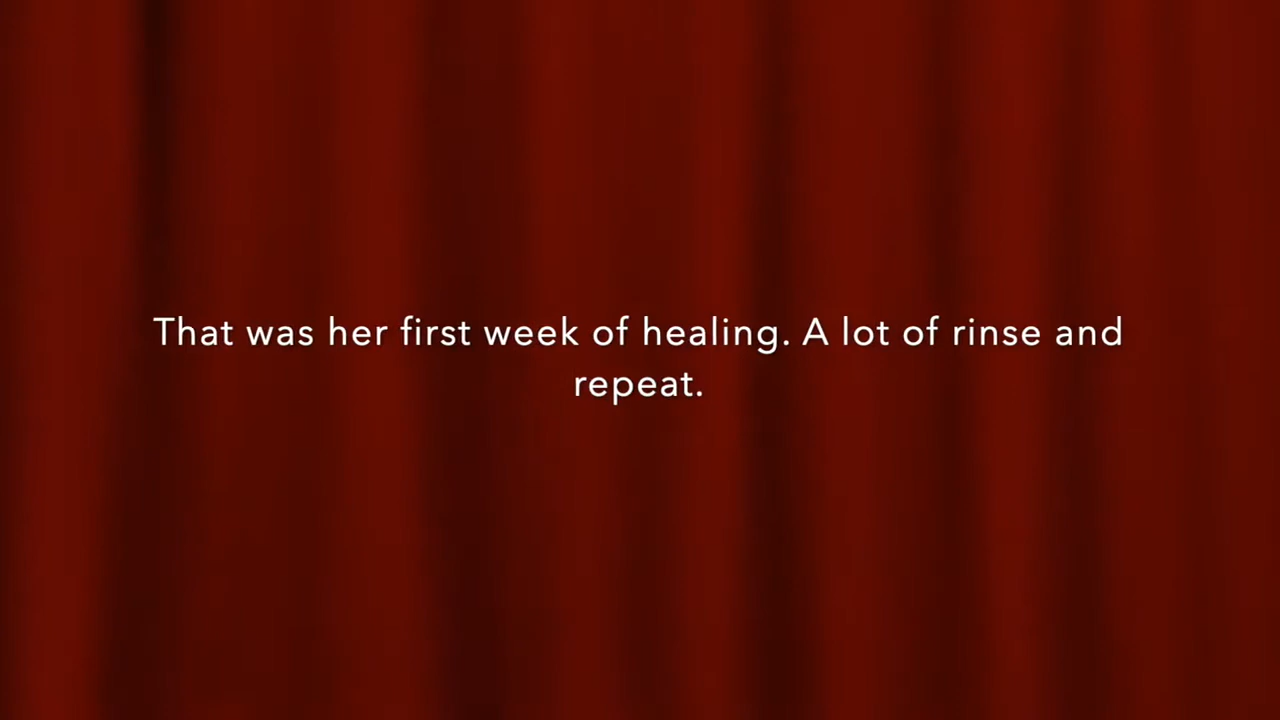 That was her first week of healing. A lot of rinse and
repeat.